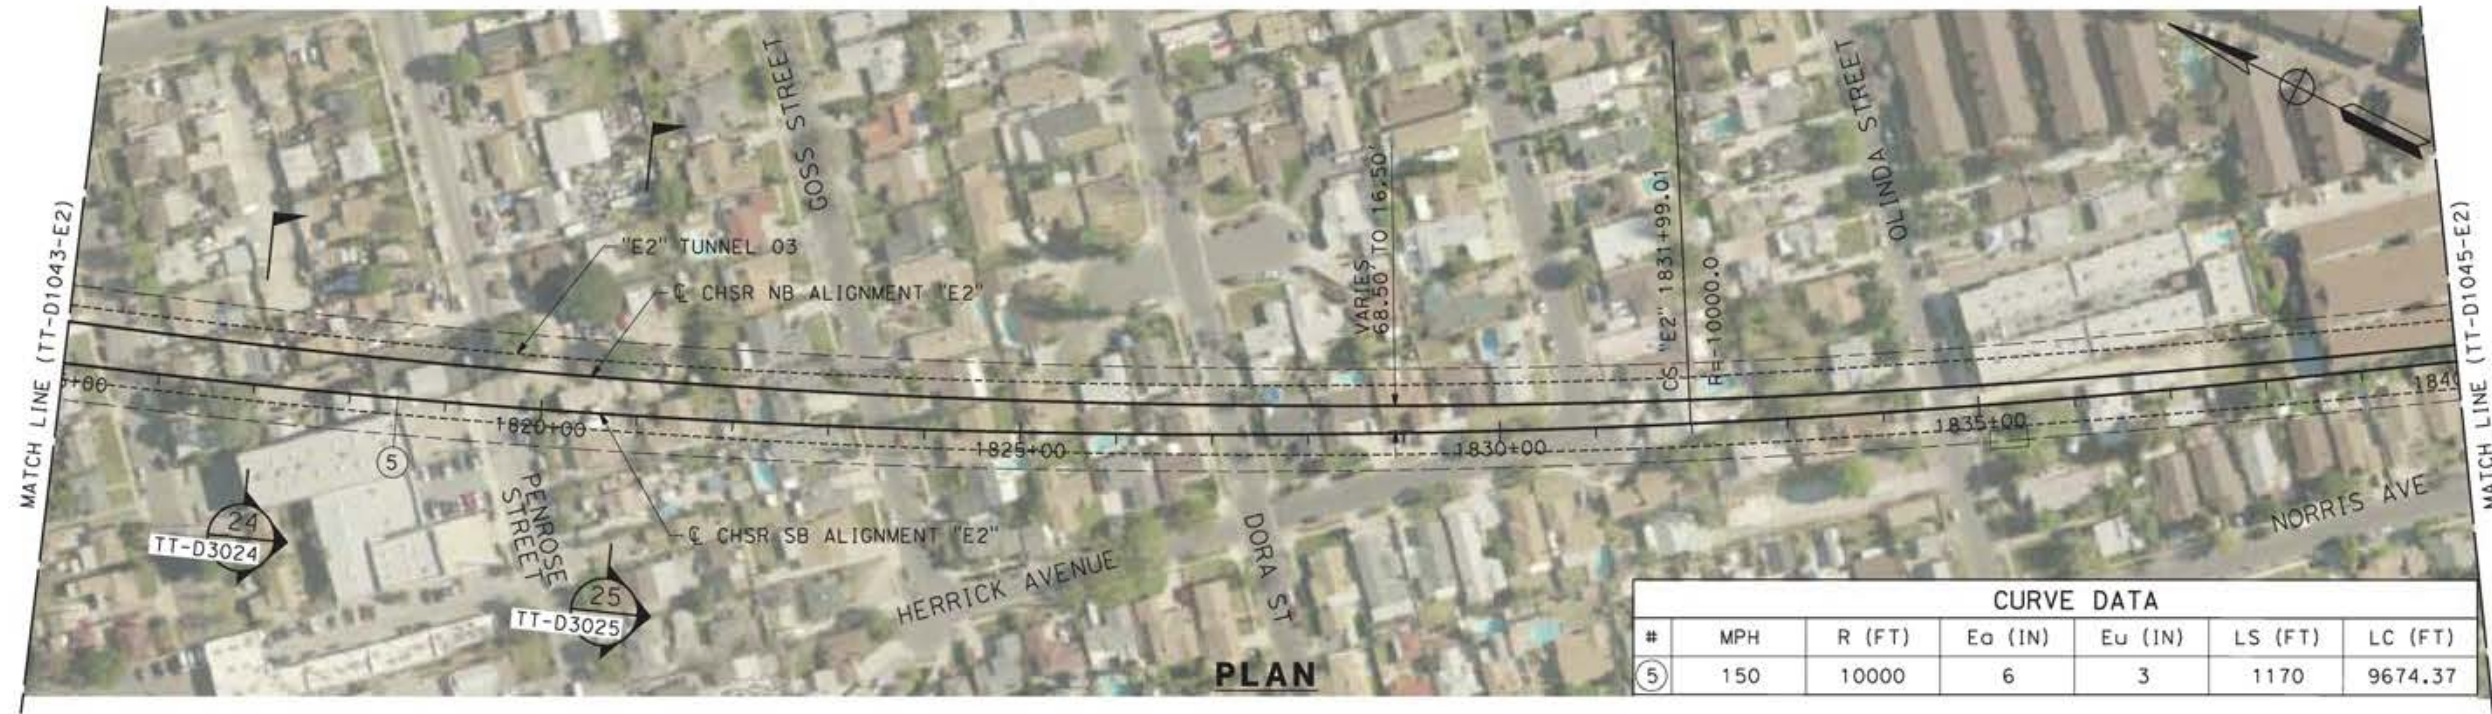 MATCH LINE (TT-D1043-E2)
GOSS STREET
OLINDA STREET
"E2" TUNNEL 03
℄ CHSR NB ALIGNMENT "E2"
VARIES
68.50' TO 16.50'
CS "E2" 1831+99.01
R=-10000.0
MATCH LINE (TT-D1045-E2)
5+00
1820+00
1825+00
1830+00
1835+00
1840
5
24
TT-D3024
PENROSE
STREET
25
TT-D3025
℄ CHSR SB ALIGNMENT "E2"
HERRICK AVENUE
DORA ST
NORRIS AVE
PLAN
CURVE DATA
# MPH R (FT) Ea (IN) Eu (IN) LS (FT) LC (FT)
5 150 10000 6 3 1170 9674.37